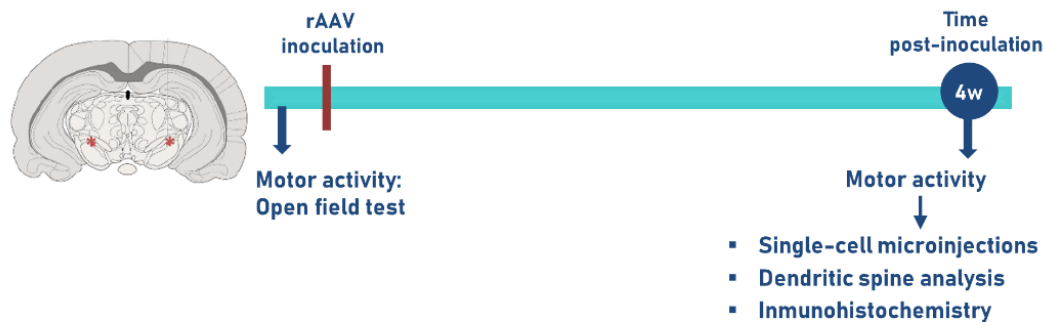 rAAV
inoculation
Time
post-inoculation
4w
Motor activity:
Open field test
Motor activity
▪ Single-cell microinjections
▪ Dendritic spine analysis
▪ Inmunohistochemistry